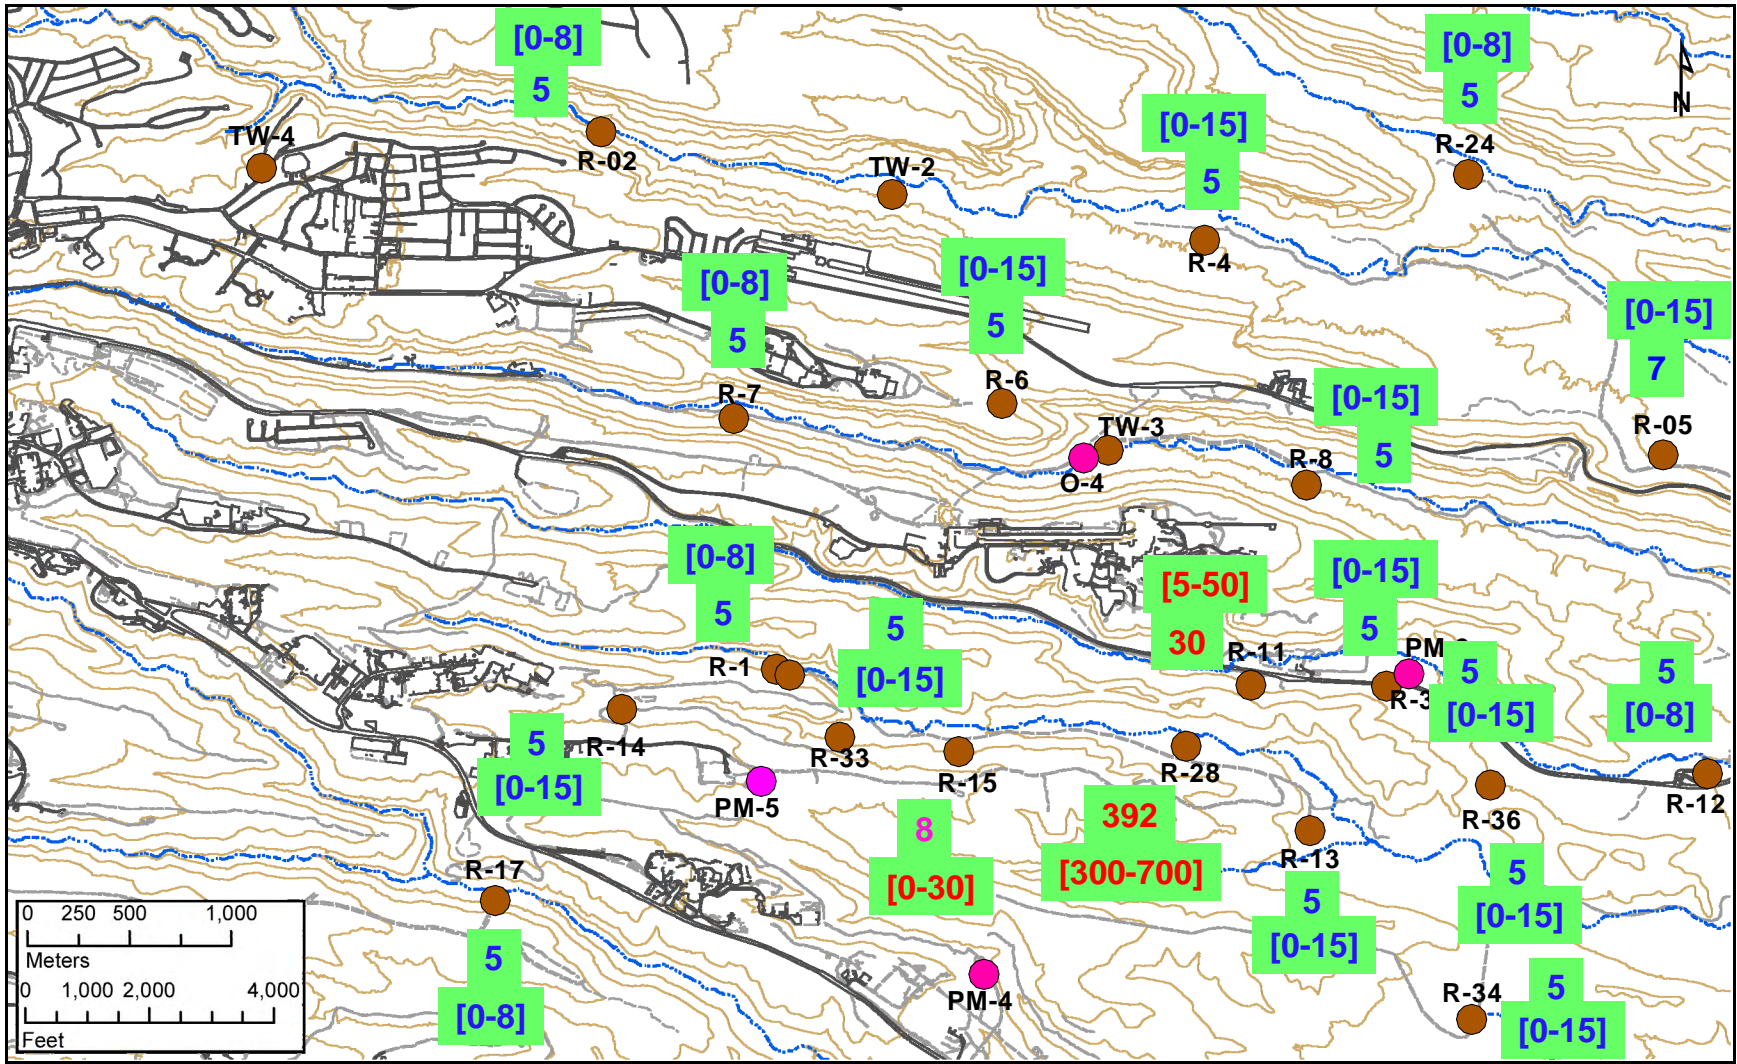 [0-8]
5
[0-8]
5
N
[0-15]
5
TW-4
R-02
TW-2
R-24
R-4
[0-8]
5
[0-15]
5
[0-15]
7
R-7
R-6
[0-15]
5
TW-3
O-4
R-8
R-05
[0-8]
5
[5-50]
30
[0-15]
5
5
[0-15]
R-1
R-11
PM
R-3
5
[0-15]
5
[0-8]
5
[0-15]
R-14
R-33
R-15
R-28
PM-5
R-36
R-12
8
[0-30]
392
[300-700]
R-13
5
[0-15]
5
[0-15]
R-17
5
[0-8]
PM-4
R-34
5
[0-15]
0 250 500 1,000
Meters
0 1,000 2,000 4,000
Feet